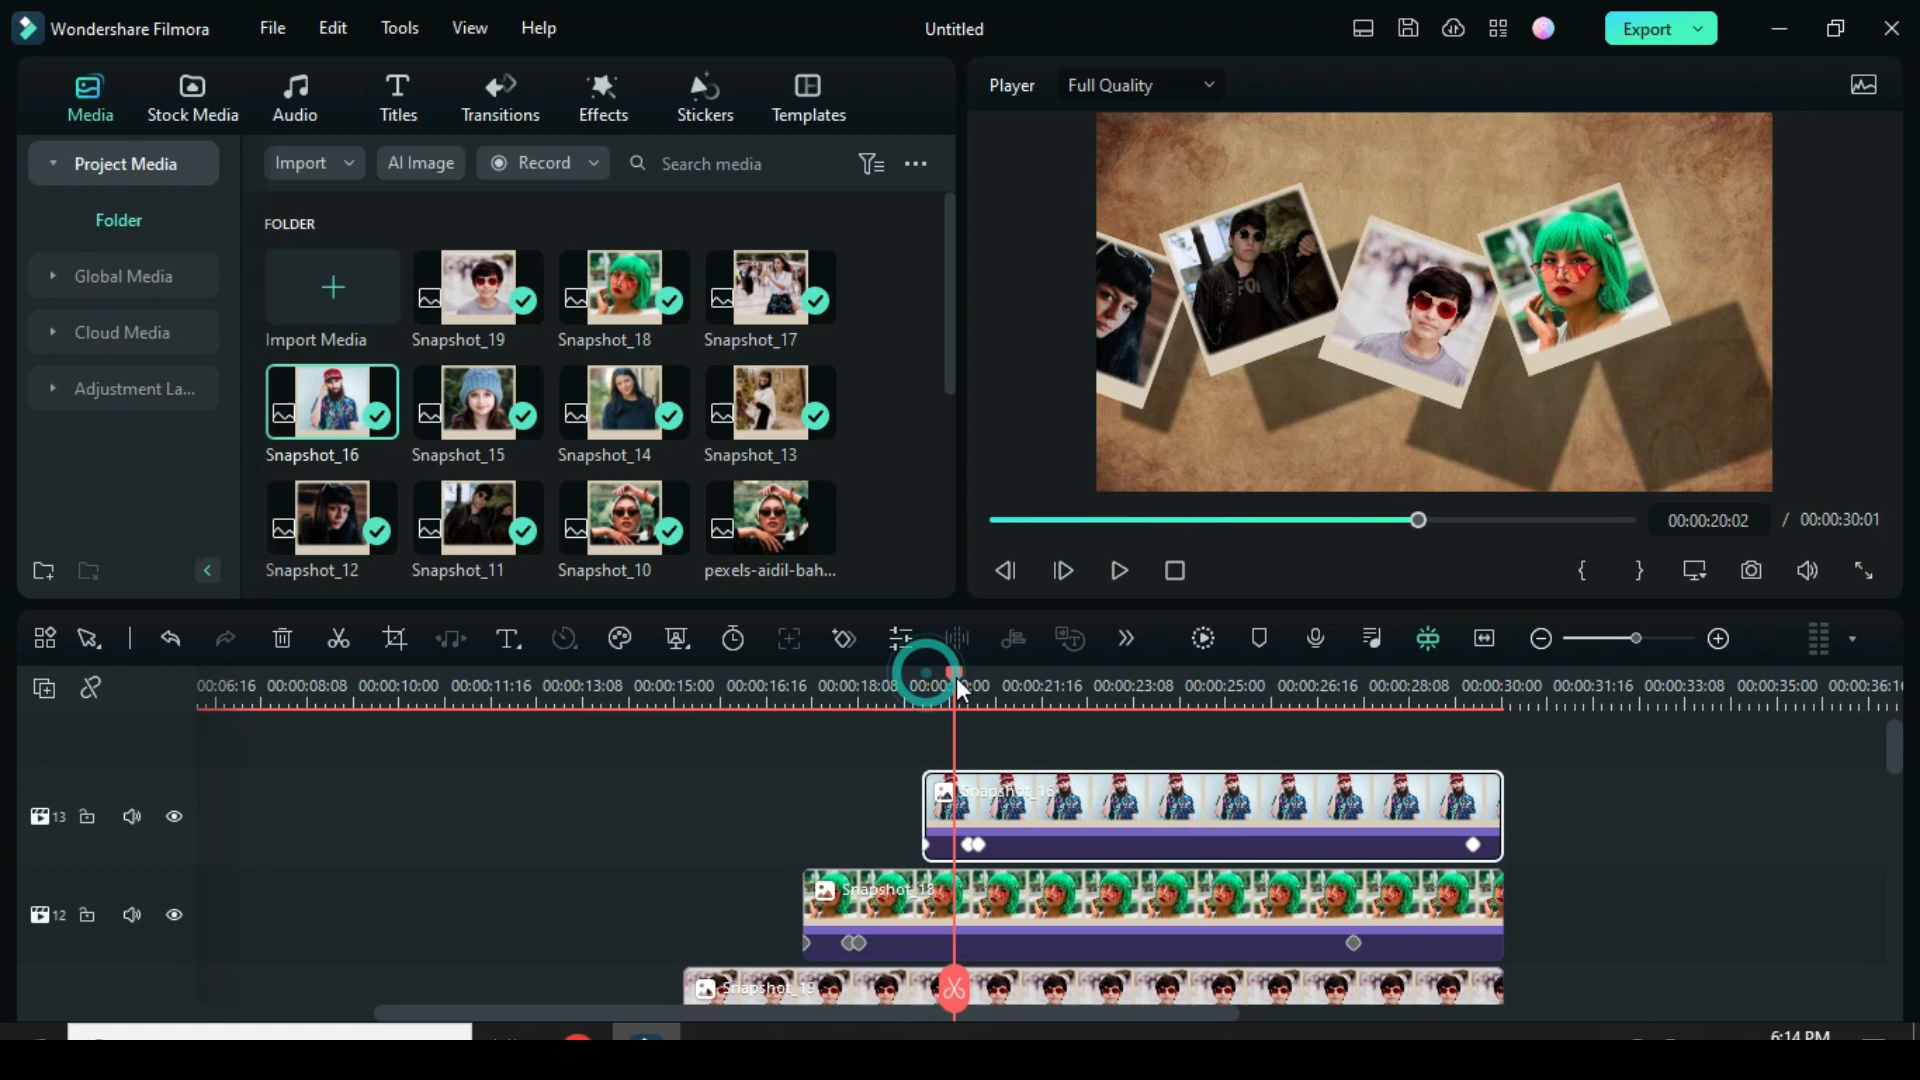 Wondershare Filmora File Edit Tools View Help Untitled Export
Media Stock Media Audio Titles Transitions Effects Stickers Templates
Player Full Quality
Project Media
Folder
Global Media
Cloud Media
Adjustment La...
Import AI Image Record Search media
FOLDER
Import Media Snapshot_19 Snapshot_18 Snapshot_17
Snapshot_16 Snapshot_15 Snapshot_14 Snapshot_13
Snapshot_12 Snapshot_11 Snapshot_10 pexels-aidil-bah...
00:00:20:02 / 00:00:30:01
00:06:16 00:00:08:08 00:00:10:00 00:00:11:16 00:00:13:08 00:00:15:00 00:00:16:16 00:00:18:08 00:00:21:16 00:00:23:08 00:00:25:00 00:00:26:16 00:00:28:08 00:00:30:00 00:00:31:16 00:00:33:08 00:00:35:00 00:00:36:16
13
Snapshot_16
12
Snapshot_18
Snapshot_19
6:14 PM